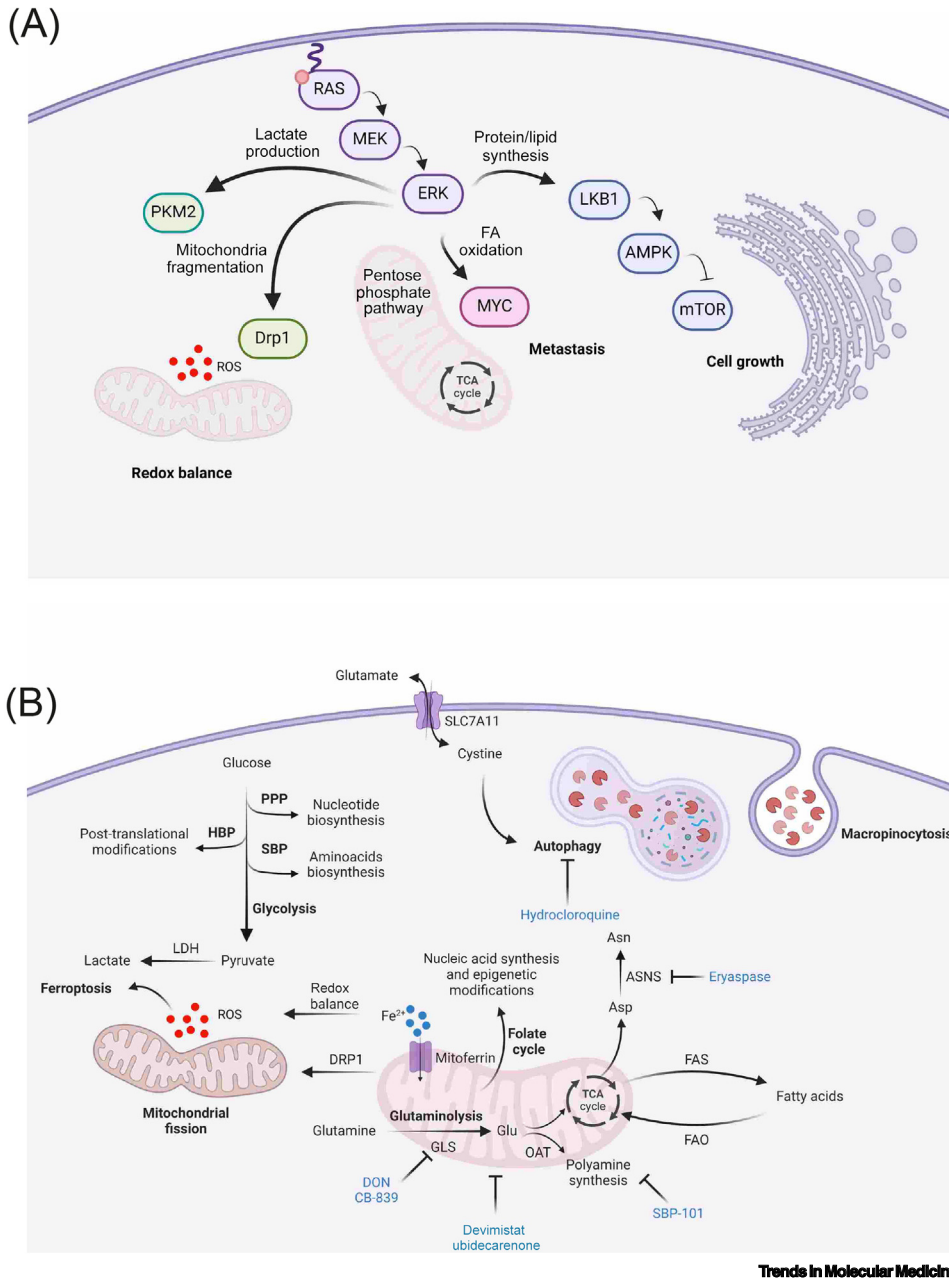 (A)
RAS
MEK
ERK
Lactate
production
PKM2
Mitochondria
fragmentation
Drp1
ROS
Redox balance
Protein/lipid
synthesis
LKB1
AMPK
mTOR
Cell growth
FA
oxidation
Pentose
phosphate
pathway
MYC
Metastasis
TCA
cycle
(B)
Glutamate
SLC7A11
Cystine
Glucose
PPP
Nucleotide
biosynthesis
Post-translational
modifications
HBP
SBP
Aminoacids
biosynthesis
Glycolysis
Autophagy
Macropinocytosis
Hydrocloroquine
Lactate
LDH
Pyruvate
Ferroptosis
ROS
Redox
balance
Fe2+
Mitoferrin
DRP1
Mitochondrial
fission
Nucleic acid synthesis
and epigenetic
modifications
Folate
cycle
Asn
ASNS
Eryaspase
Asp
TCA
cycle
FAS
Fatty acids
FAO
Glutaminolysis
Glutamine
Glu
GLS
OAT
Polyamine
synthesis
DON
CB-839
SBP-101
Devimistat
ubidecarenone
Trends in Molecular Medicin